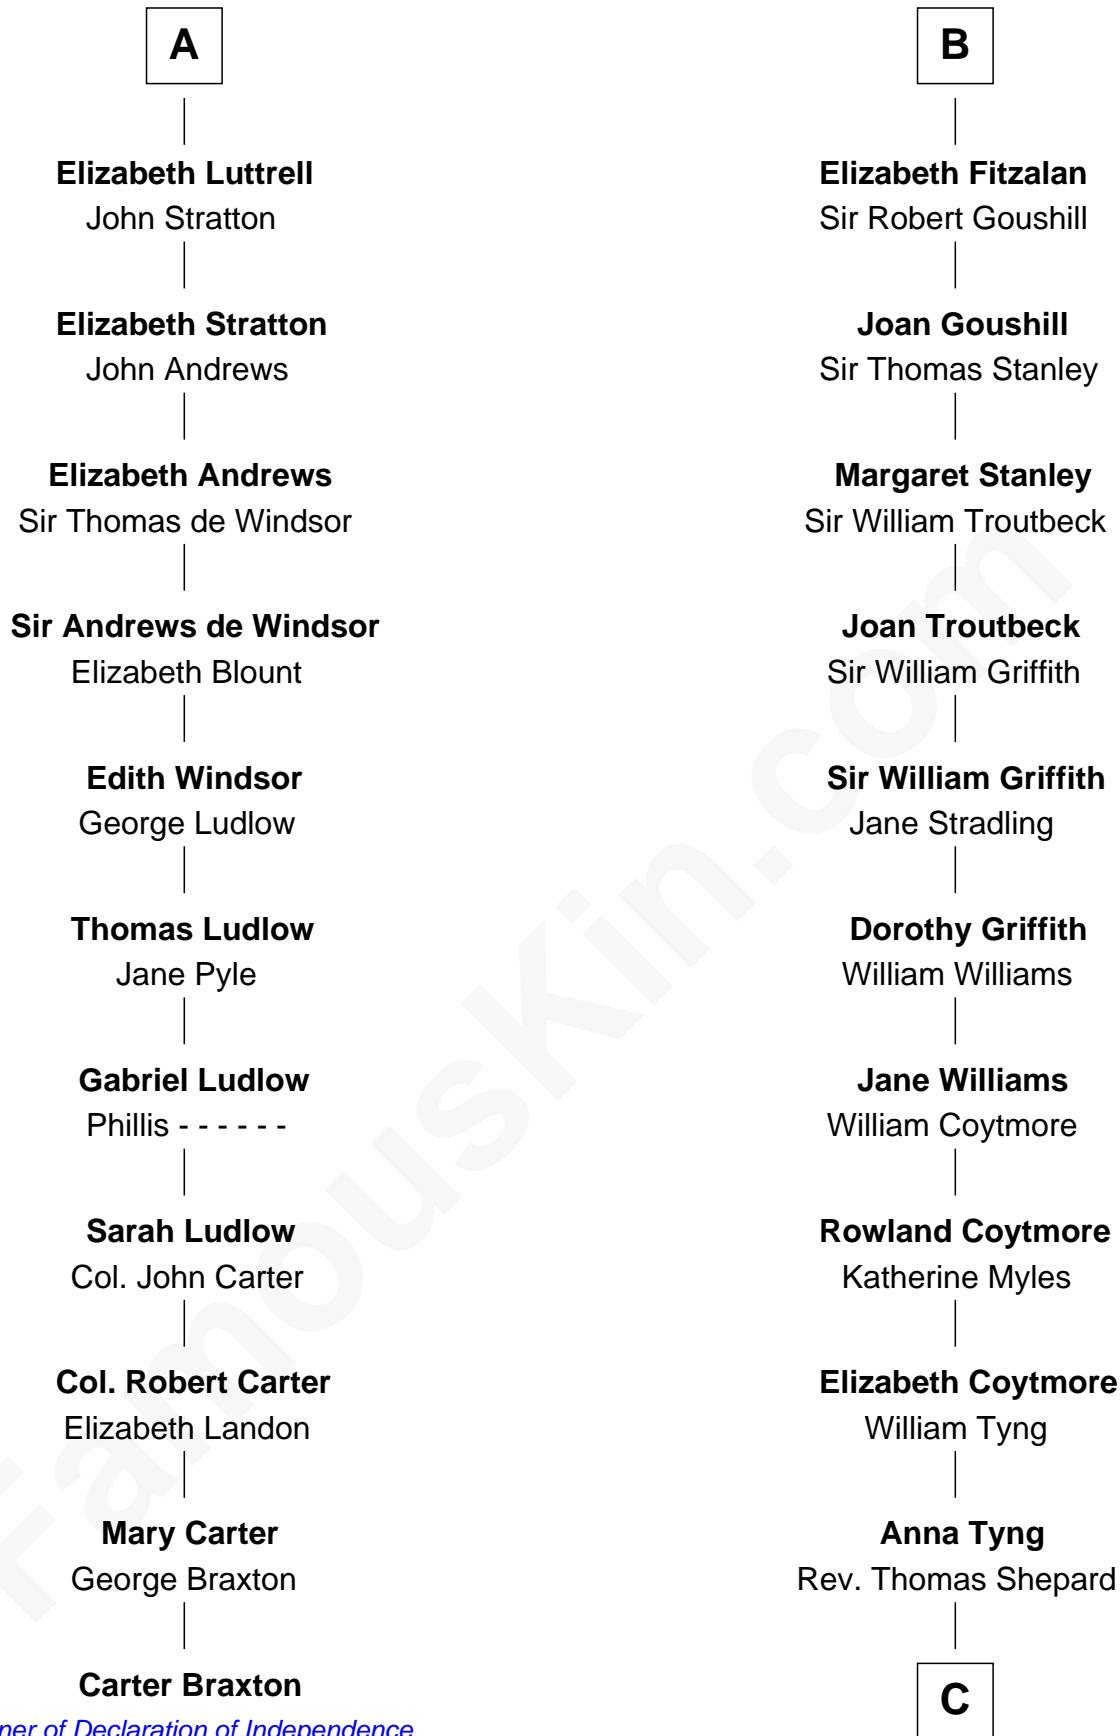 A
Elizabeth Luttrell
John Stratton
Elizabeth Stratton
John Andrews
Elizabeth Andrews
Sir Thomas de Windsor
Sir Andrews de Windsor
Elizabeth Blount
Edith Windsor
George Ludlow
Thomas Ludlow
Jane Pyle
Gabriel Ludlow
Phillis - - - - - -
Sarah Ludlow
Col. John Carter
Col. Robert Carter
Elizabeth Landon
Mary Carter
George Braxton
Carter Braxton
ner of Declaration of Independence
B
Elizabeth Fitzalan
Sir Robert Goushill
Joan Goushill
Sir Thomas Stanley
Margaret Stanley
Sir William Troutbeck
Joan Troutbeck
Sir William Griffith
Sir William Griffith
Jane Stradling
Dorothy Griffith
William Williams
Jane Williams
William Coytmore
Rowland Coytmore
Katherine Myles
Elizabeth Coytmore
William Tyng
Anna Tyng
Rev. Thomas Shepard
C
FamousKin.com